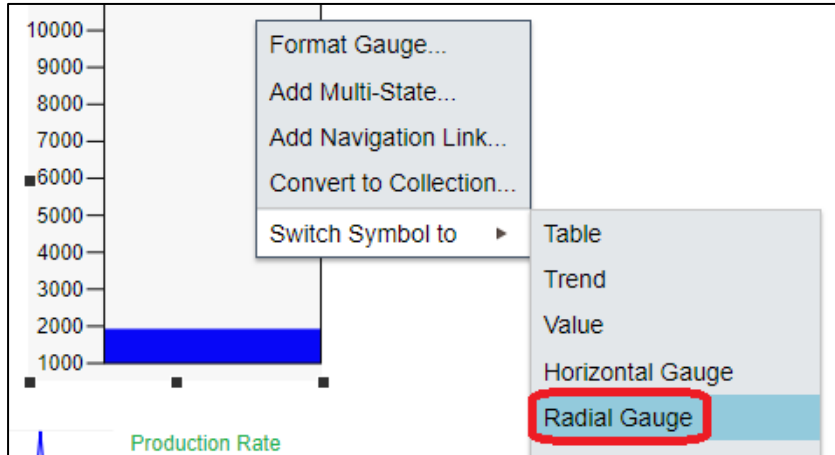 10000
9000
8000
7000
6000
5000
4000
3000
2000
1000
Format Gauge...
Add Multi-State...
Add Navigation Link...
Convert to Collection...
Switch Symbol to
Table
Trend
Value
Horizontal Gauge
Radial Gauge
Production Rate